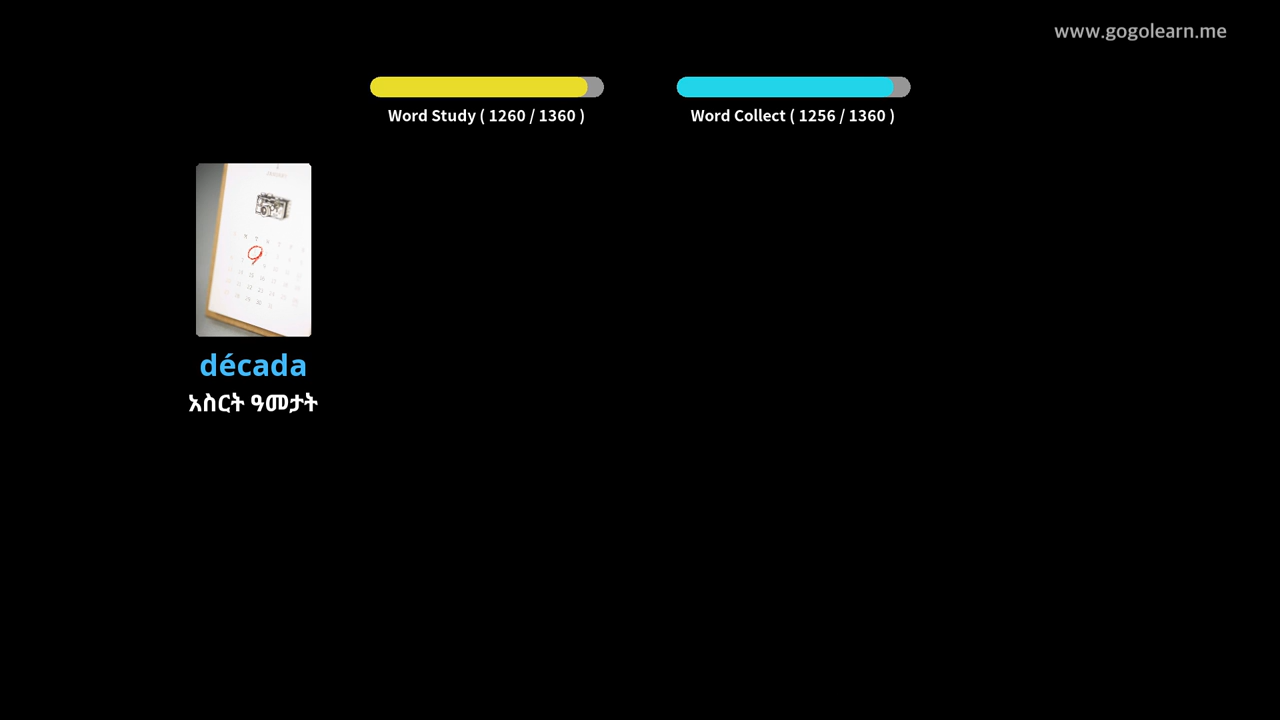 www.gogolearn.me
Word Study ( 1260 / 1360 )
Word Collect ( 1256 / 1360 )
década
አስርት ዓመታት